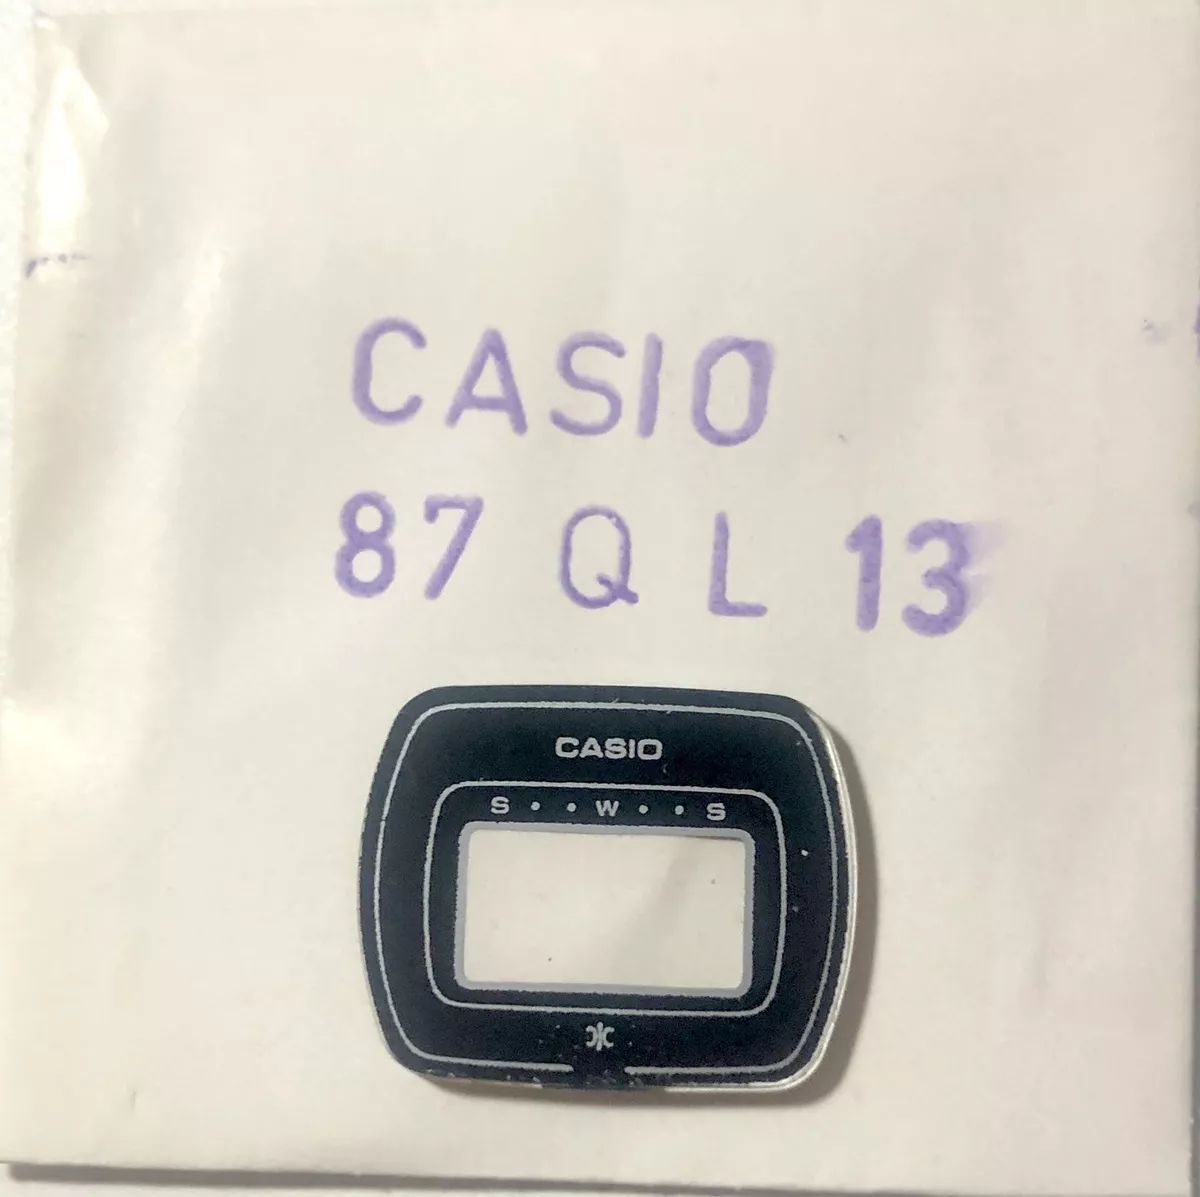 CASIO
87 Q L 13
CASIO
S • • W • • S